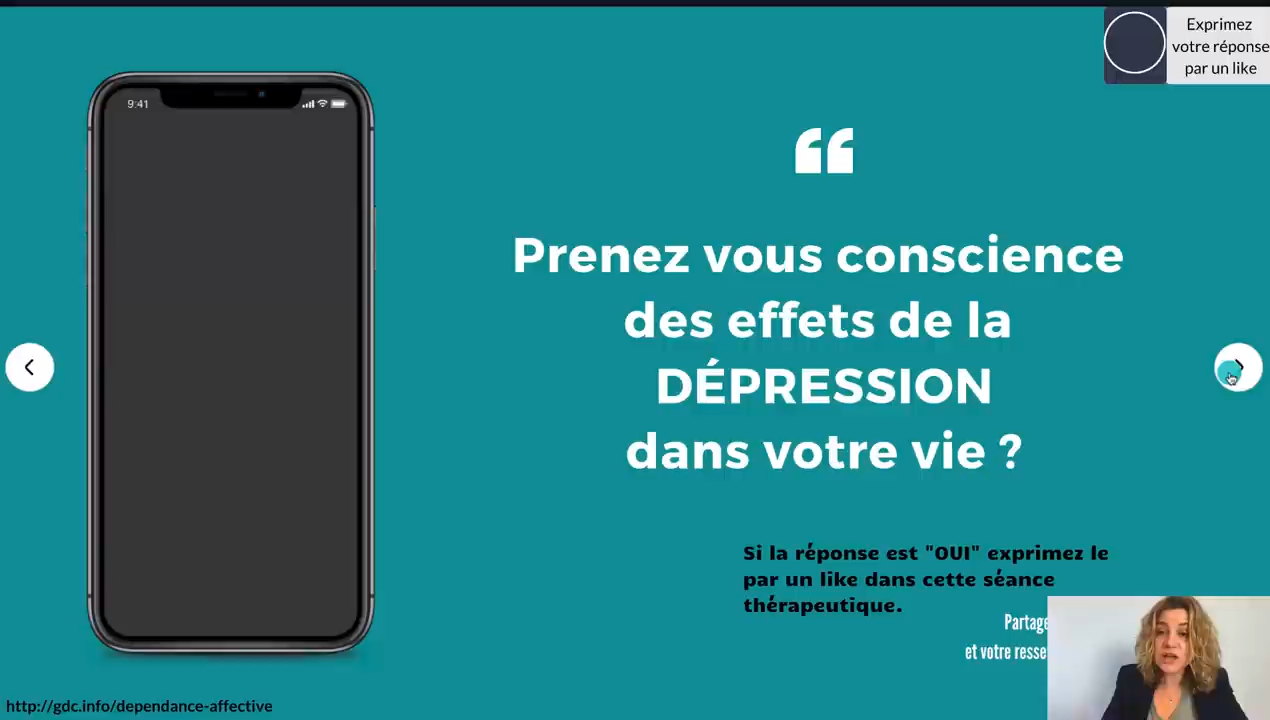 Exprimez
votre réponse
par un like
9:41
Prenez vous conscience
des effets de la
DÉPRESSION
dans votre vie ?
Si la réponse est "OUI" exprimez le
par un like dans cette séance
thérapeutique.
Partage
et votre resse
http://gdc.info/dependance-affective